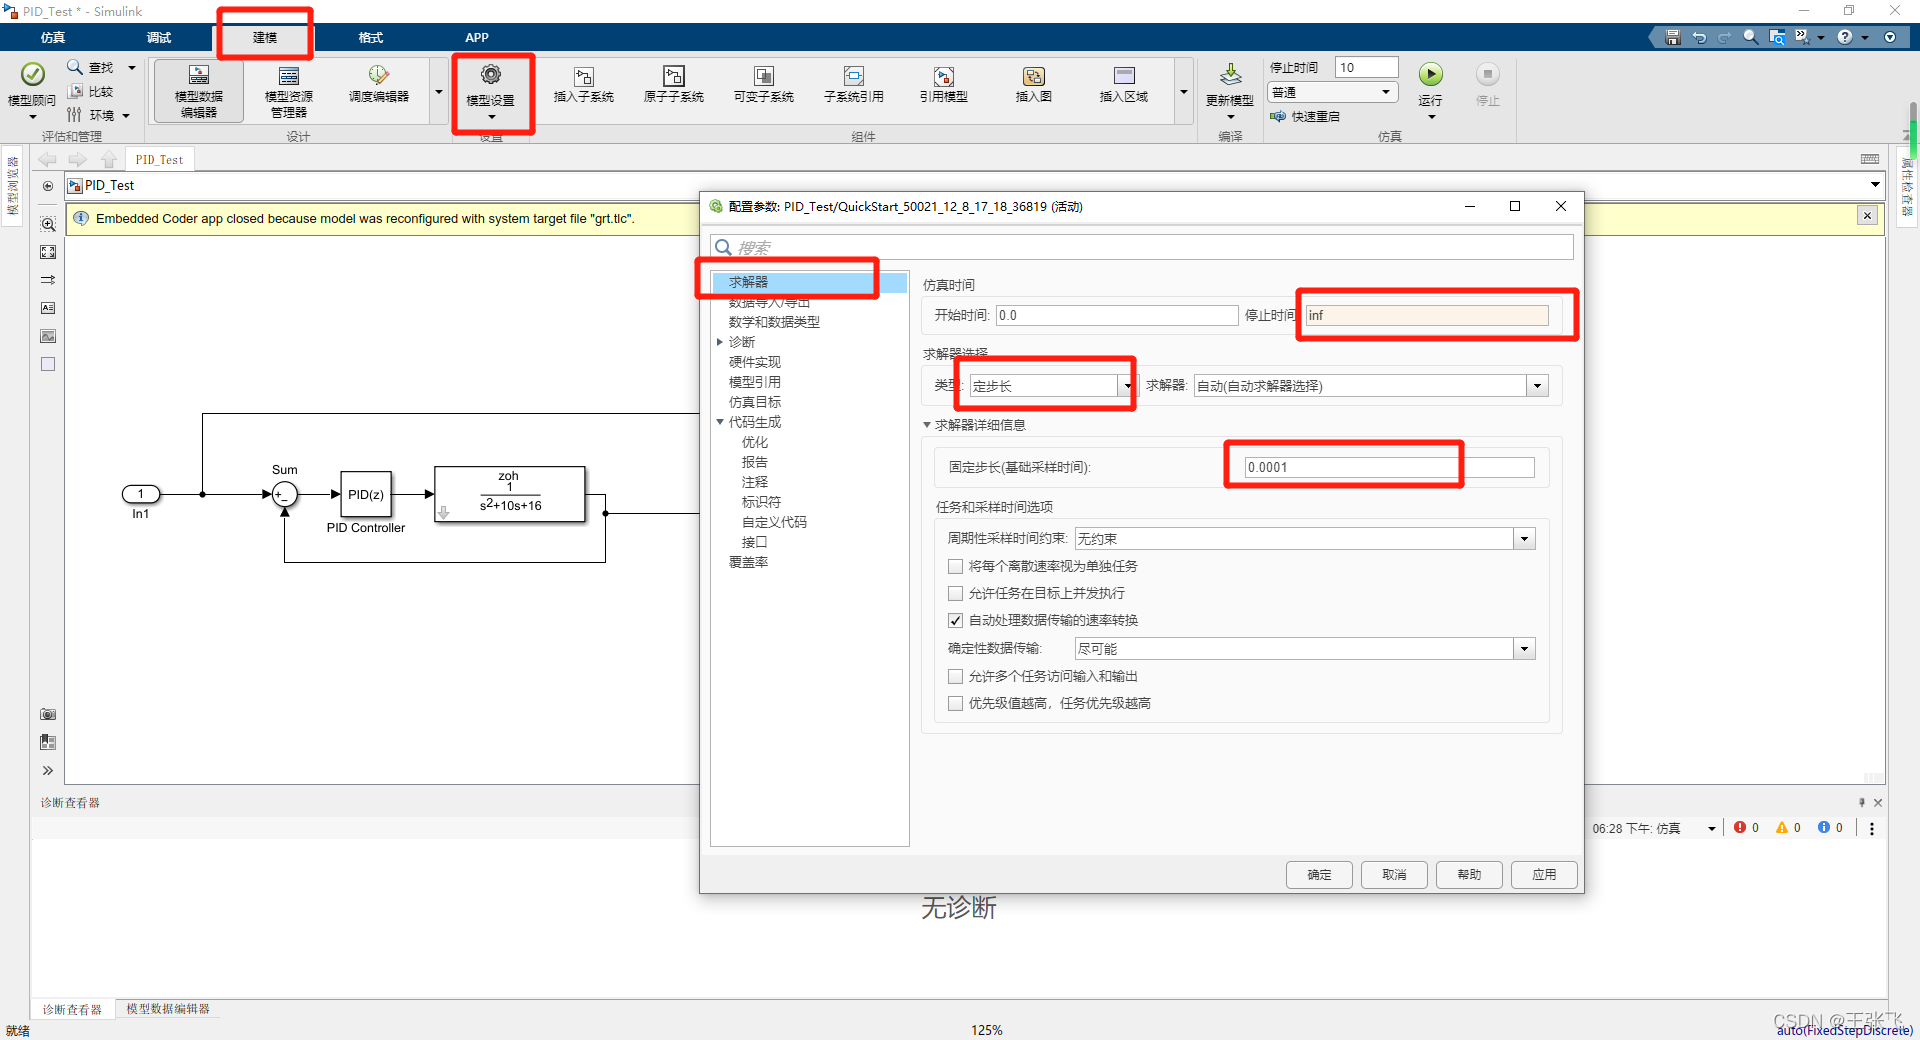 PID_Test * - Simulink
仿真 调试 建模 格式 APP
模型顾问
查找
比较
环境
评估和管理
模型数据
编辑器
模型资源
管理器
调度编辑器
设计
模型设置
设置
插入子系统
原子子系统
可变子系统
子系统引用
引用模型
插入图
插入区域
组件
更新模型
编译
停止时间 10
普通
快速重启
运行
停止
仿真
模型浏览器
属性检查器
PID_Test
PID_Test
Embedded Coder app closed because model was reconfigured with system target file "grt.tlc".
1
In1
Sum
+
_
PID(z)
PID Controller
zoh
1
s²+10s+16
配置参数: PID_Test/QuickStart_50021_12_8_17_18_36819 (活动)
搜索
求解器
数据导入/导出
数学和数据类型
诊断
硬件实现
模型引用
仿真目标
代码生成
优化
报告
注释
标识符
自定义代码
接口
覆盖率
仿真时间
开始时间: 0.0 停止时间 inf
求解器选择
类型: 定步长 求解器: 自动(自动求解器选择)
求解器详细信息
固定步长(基础采样时间): 0.0001
任务和采样时间选项
周期性采样时间约束: 无约束
将每个离散速率视为单独任务
允许任务在目标上并发执行
自动处理数据传输的速率转换
确定性数据传输: 尽可能
允许多个任务访问输入和输出
优先级值越高，任务优先级越高
确定 取消 帮助 应用
诊断查看器
06:28 下午: 仿真 0 0 0
无诊断
诊断查看器 模型数据编辑器
就绪 125% auto(FixedStepDiscrete)
CSDN @王张飞